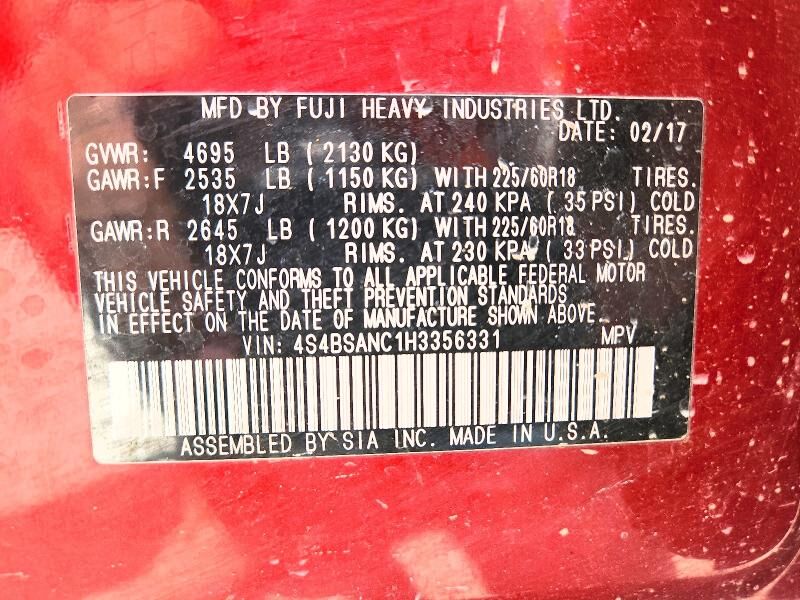 MFD BY FUJI HEAVY INDUSTRIES LTD.
DATE: 02/17
GVWR: 4695 LB ( 2130 KG)
GAWR:F 2535 LB ( 1150 KG) WITH 225/60R18 TIRES.
18X7J RIMS. AT 240 KPA ( 35 PSI) COLD
GAWR:R 2645 LB ( 1200 KG) WITH 225/60R18 TIRES.
18X7J RIMS. AT 230 KPA ( 33 PSI) COLD
THIS VEHICLE CONFORMS TO ALL APPLICABLE FEDERAL MOTOR
VEHICLE SAFETY AND THEFT PREVENTION STANDARDS
IN EFFECT ON THE DATE OF MANUFACTURE SHOWN ABOVE.
VIN: 4S4BSANC1H3356331 MPV
ASSEMBLED BY SIA INC. MADE IN U.S.A.